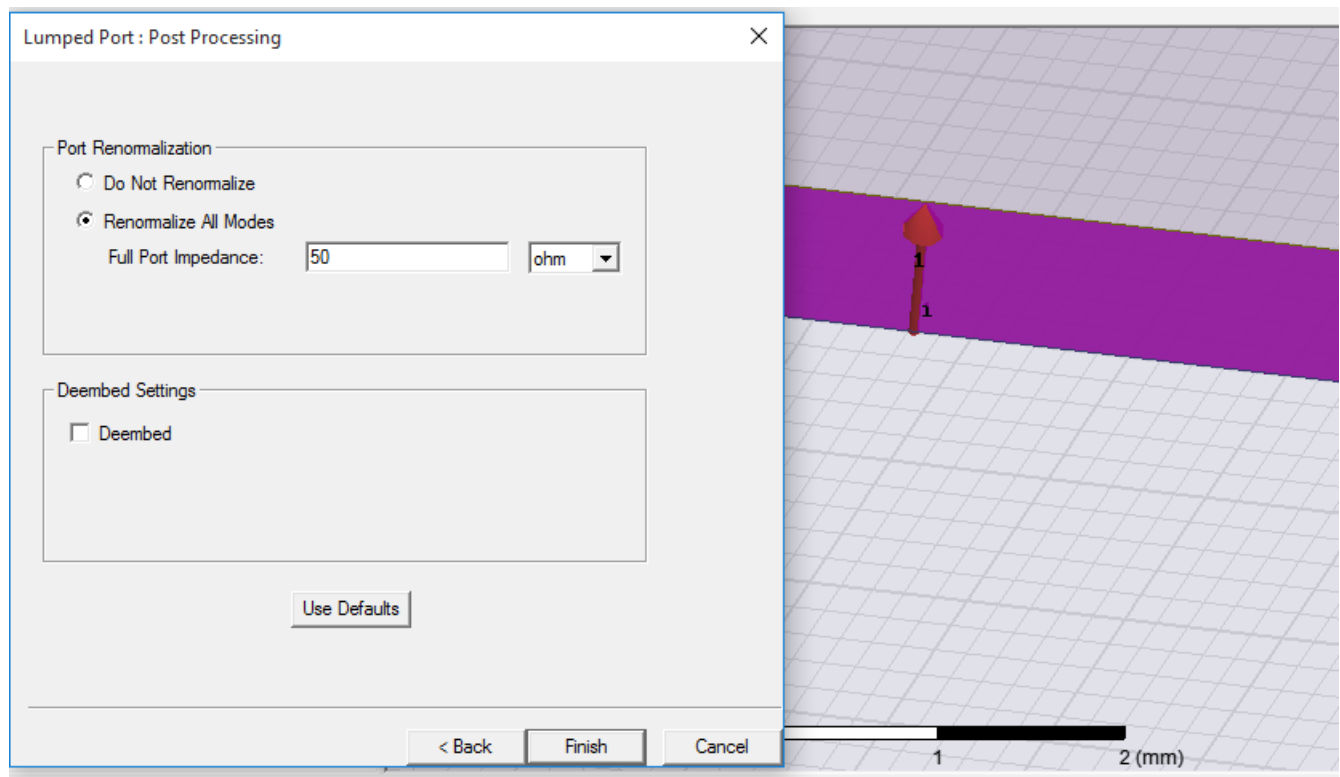 Lumped Port : Post Processing
Port Renormalization
Do Not Renormalize
Renormalize All Modes
Full Port Impedance: 50 ohm
Deembed Settings
Deembed
Use Defaults
< Back Finish Cancel
1
1
1 2 (mm)